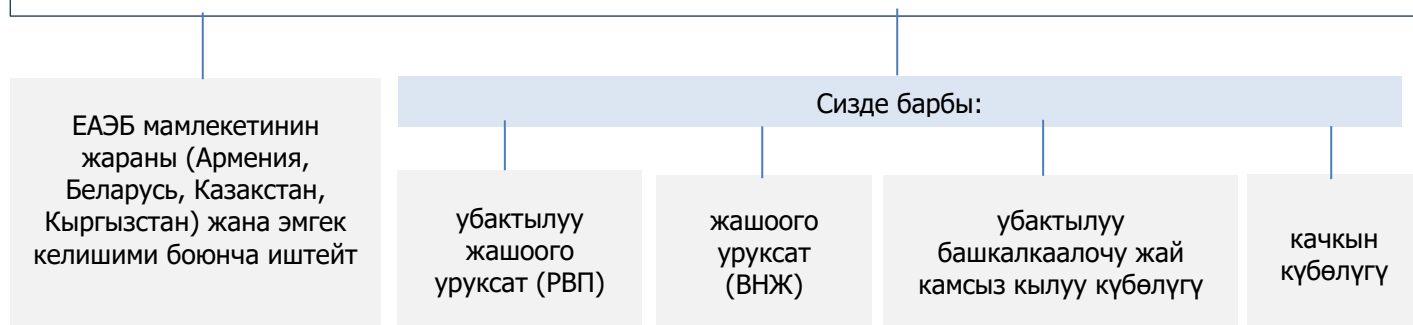 ЕАЭБ мамлекетинин
жараны (Армения,
Беларусь, Казакстан,
Кыргызстан) жана эмгек
келишими боюнча иштейт
Сизде барбы:
убактылуу
жашоого
уруксат (РВП)
жашоого
уруксат
(ВНЖ)
убактылуу
башкалкаалочу жай
камсыз кылуу күбөлүгү
качкын
күбөлүгү